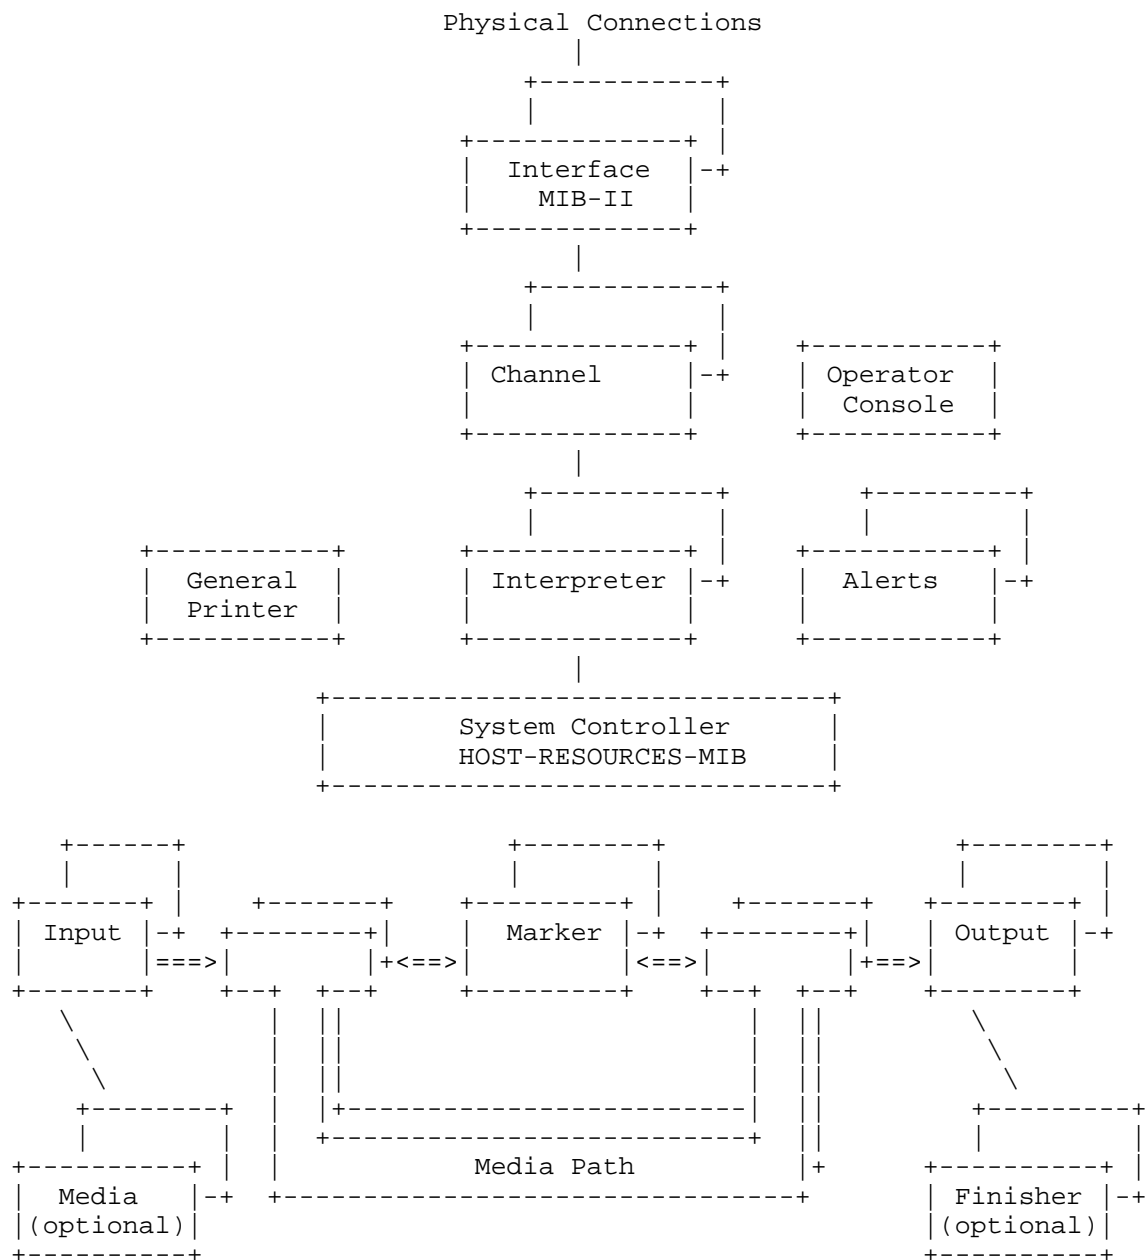 Physical Connections
Interface
MIB-II
Channel
Operator
Console
General
Printer
Interpreter
Alerts
System Controller
HOST-RESOURCES-MIB
Input
Marker
Output
Media Path
Media
(optional)
Finisher
(optional)